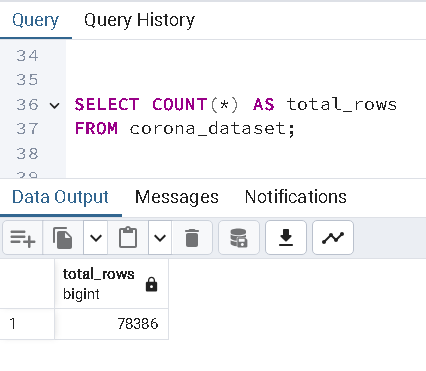 Query Query History
34
35
36 SELECT COUNT(*) AS total_rows
37 FROM corona_dataset;
38
39
Data Output Messages Notifications
total_rows
bigint
1 78386